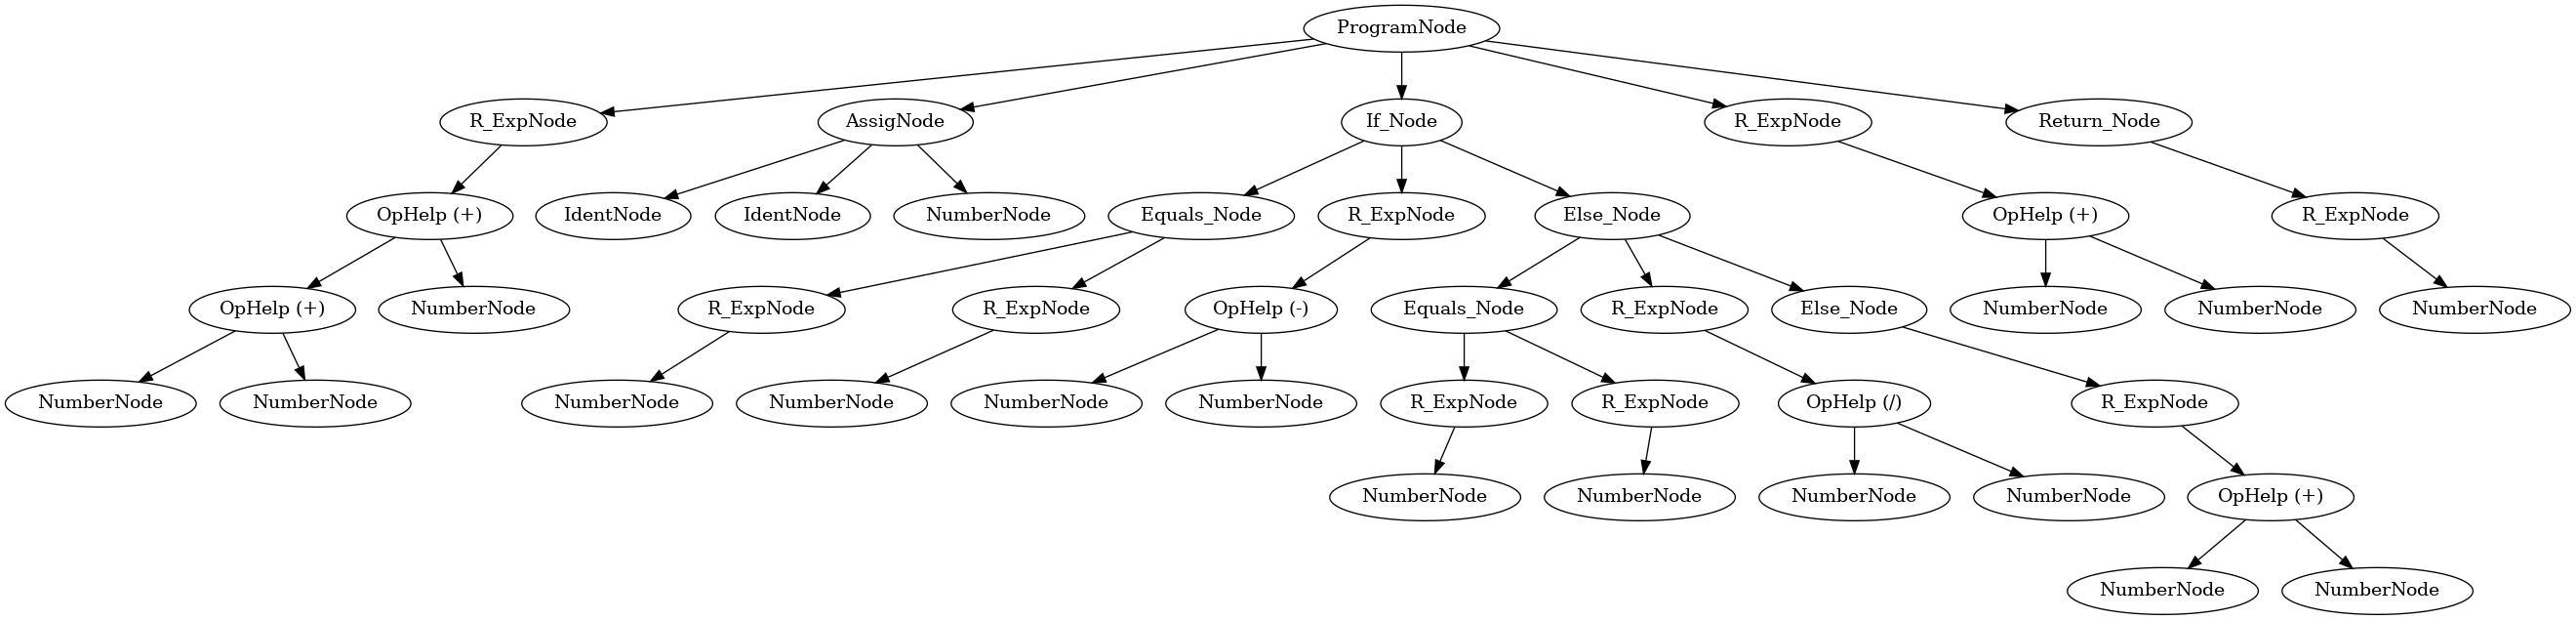 ProgramNode
R_ExpNode AssigNode If_Node R_ExpNode Return_Node
OpHelp (+) IdentNode IdentNode NumberNode Equals_Node R_ExpNode Else_Node OpHelp (+) R_ExpNode
OpHelp (+) NumberNode R_ExpNode R_ExpNode OpHelp (-) Equals_Node R_ExpNode Else_Node NumberNode NumberNode NumberNode
NumberNode NumberNode NumberNode NumberNode NumberNode NumberNode R_ExpNode R_ExpNode OpHelp (/) R_ExpNode
NumberNode NumberNode NumberNode NumberNode OpHelp (+)
NumberNode NumberNode